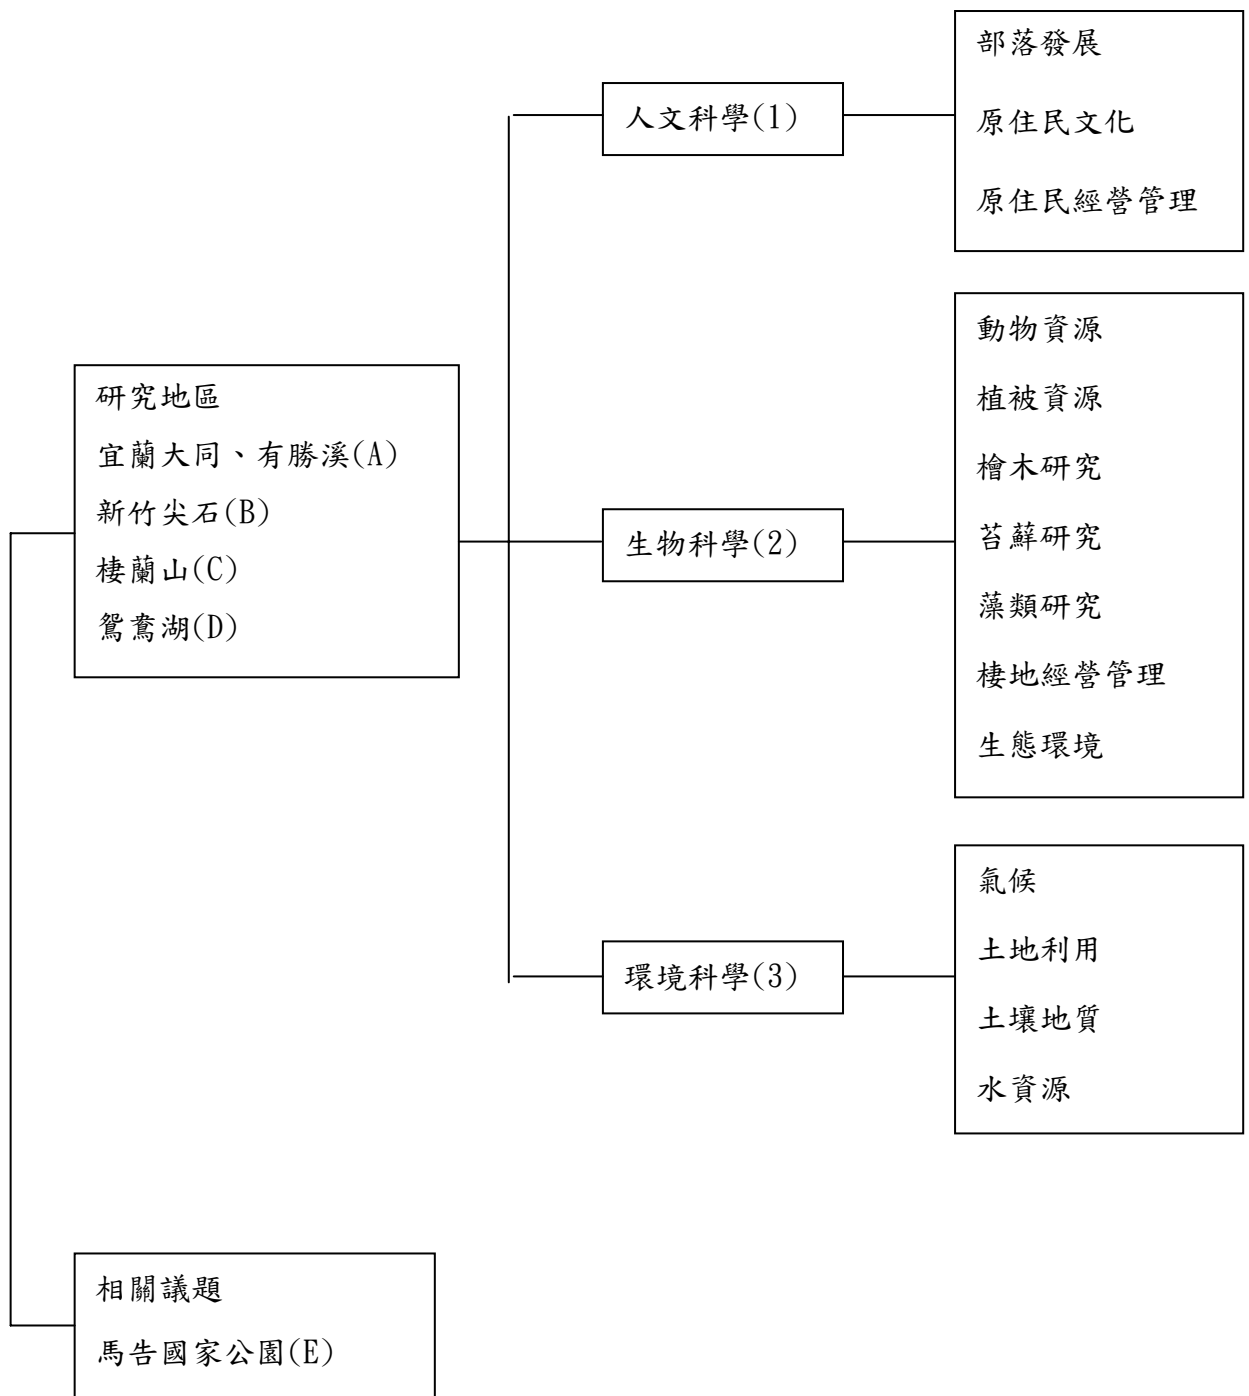 研究地區
宜蘭大同、有勝溪(A)
新竹尖石(B)
棲蘭山(C)
鴛鴦湖(D)
人文科學(1)
部落發展
原住民文化
原住民經營管理
生物科學(2)
動物資源
植被資源
檜木研究
苔蘚研究
藻類研究
棲地經營管理
生態環境
環境科學(3)
氣候
土地利用
土壤地質
水資源
相關議題
馬告國家公園(E)